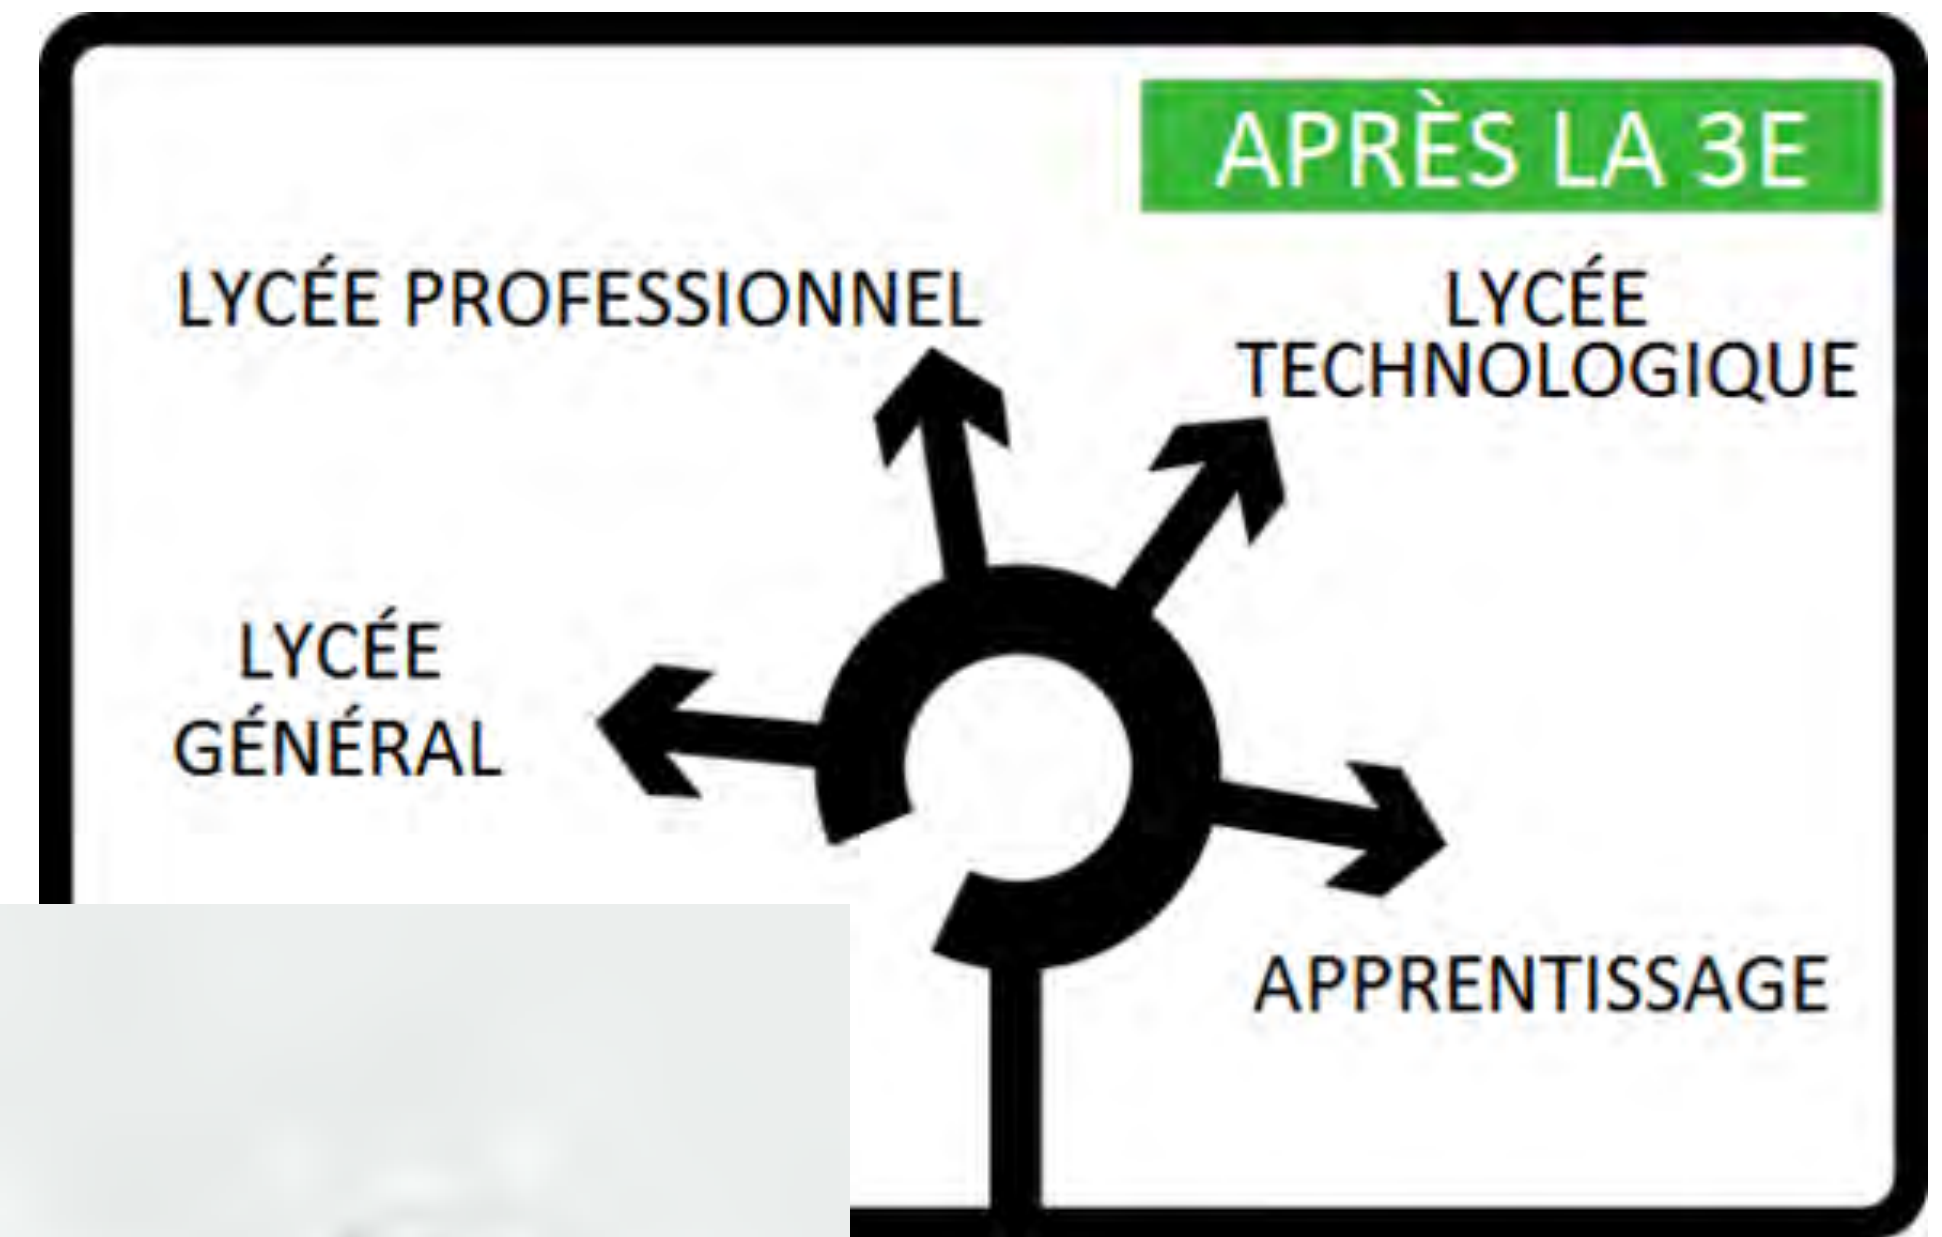 APRÈS LA 3E
LYCÉE PROFESSIONNEL
LYCÉE
TECHNOLOGIQUE
LYCÉE
GÉNÉRAL
APPRENTISSAGE